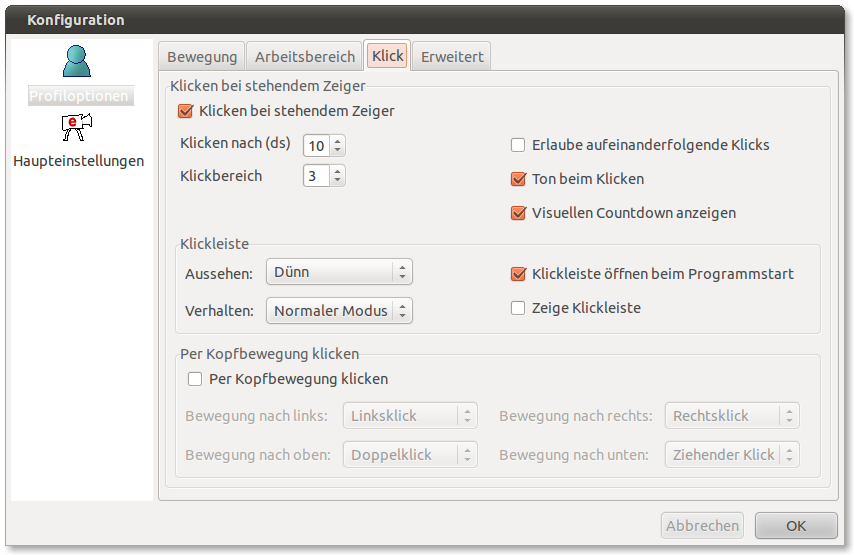 Konfiguration
Profiloptionen
Haupteinstellungen
Bewegung Arbeitsbereich Klick Erweitert
Klicken bei stehendem Zeiger
Klicken bei stehendem Zeiger
Klicken nach (ds) 10 Erlaube aufeinanderfolgende Klicks
Klickbereich 3 Ton beim Klicken
Visuellen Countdown anzeigen
Klickleiste
Aussehen: Dünn Klickleiste öffnen beim Programmstart
Verhalten: Normaler Modus Zeige Klickleiste
Per Kopfbewegung klicken
Per Kopfbewegung klicken
Bewegung nach links: Linksklick Bewegung nach rechts: Rechtsklick
Bewegung nach oben: Doppelklick Bewegung nach unten: Ziehender Klick
Abbrechen OK